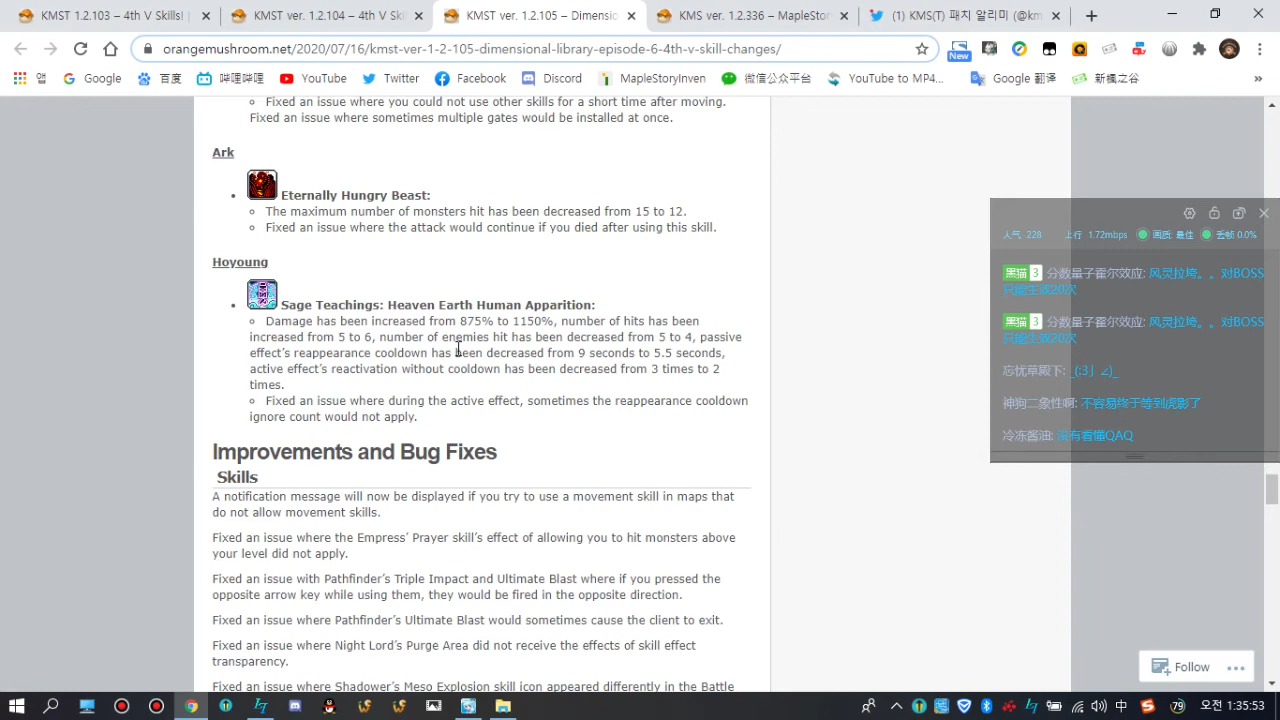 KMST 1.2.103 – 4th V Skills! |
KMST ver. 1.2.104 – 4th V Skil
KMST ver. 1.2.105 – Dimensio
KMS ver. 1.2.336 – MapleStory
(1) KMS(T) 패치 알리미 (@km
orangemushroom.net/2020/07/16/kmst-ver-1-2-105-dimensional-library-episode-6-4th-v-skill-changes/
New
앱
Google
百度
哔哩哔哩
YouTube
Twitter
Facebook
Discord
MapleStoryInven
微信公众平台
YouTube to MP4...
Google 翻译
新楓之谷
»
Fixed an issue where you could not use other skills for a short time after moving.
Fixed an issue where sometimes multiple gates would be installed at once.
Ark
Eternally Hungry Beast:
The maximum number of monsters hit has been decreased from 15 to 12.
Fixed an issue where the attack would continue if you died after using this skill.
Hoyoung
Sage Teachings: Heaven Earth Human Apparition:
Damage has been increased from 875% to 1150%, number of hits has been
increased from 5 to 6, number of enemies hit has been decreased from 5 to 4, passive
effect's reappearance cooldown has been decreased from 9 seconds to 5.5 seconds,
active effect's reactivation without cooldown has been decreased from 3 times to 2
times.
Fixed an issue where during the active effect, sometimes the reappearance cooldown
ignore count would not apply.
Improvements and Bug Fixes
Skills
A notification message will now be displayed if you try to use a movement skill in maps that
do not allow movement skills.
Fixed an issue where the Empress' Prayer skill's effect of allowing you to hit monsters above
your level did not apply.
Fixed an issue with Pathfinder's Triple Impact and Ultimate Blast where if you pressed the
opposite arrow key while using them, they would be fired in the opposite direction.
Fixed an issue where Pathfinder's Ultimate Blast would sometimes cause the client to exit.
Fixed an issue where Night Lord's Purge Area did not receive the effects of skill effect
transparency.
Fixed an issue where Shadower's Meso Explosion skill icon appeared differently in the Battle
人气 228 上行 1.72mbps 画质: 最佳 丢帧 0.0%
黑猫 3 分数量子霍尔效应: 风灵拉垮。。对BOSS
只能生效20次
黑猫 3 分数量子霍尔效应: 风灵拉垮。。对BOSS
只能生效20次
忘忧草殿下: _(:3」∠)_
神狗二象性啊: 不容易终于等到虎影了
冷冻酱油: 没有看懂QAQ
Follow
79
中
오전 1:35:53